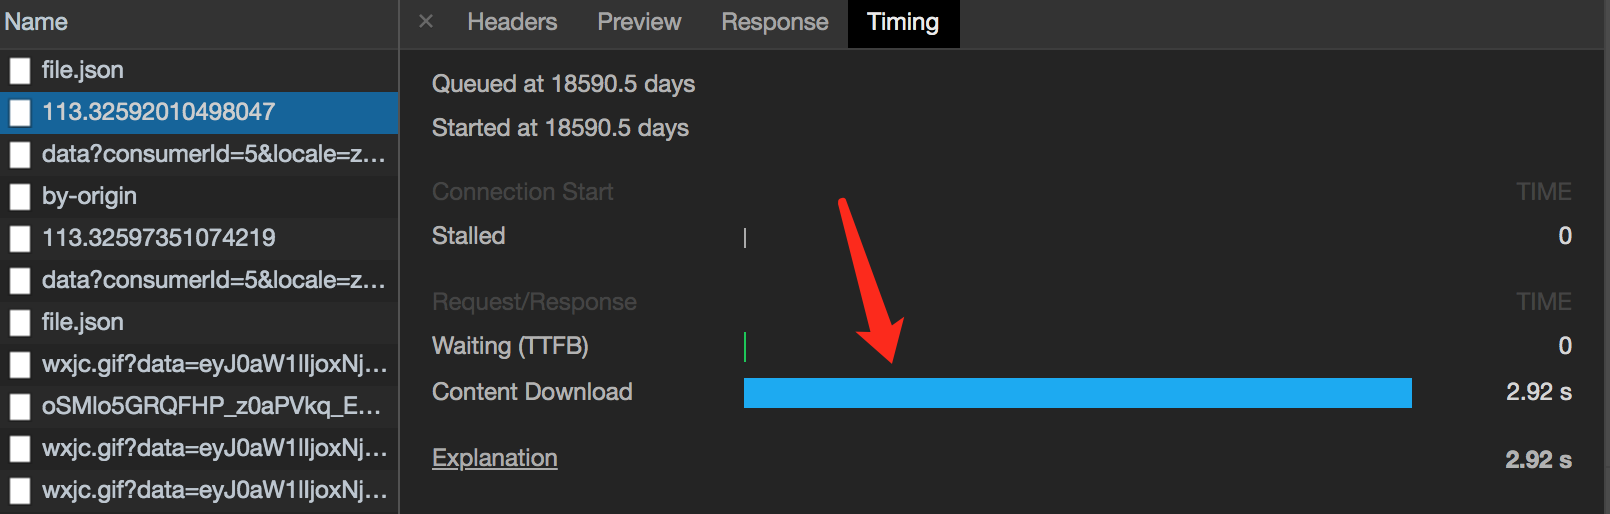 Name
file.json
113.32592010498047
data?consumerId=5&locale=z...
by-origin
113.32597351074219
data?consumerId=5&locale=z...
file.json
wxjc.gif?data=eyJ0aW1lIjoxNj...
oSMlo5GRQFHP_z0aPVkq_E...
wxjc.gif?data=eyJ0aW1lIjoxNj...
wxjc.gif?data=eyJ0aW1lIjoxNj...
× Headers Preview Response Timing
Queued at 18590.5 days
Started at 18590.5 days
Connection Start TIME
Stalled 0
Request/Response TIME
Waiting (TTFB) 0
Content Download 2.92 s
Explanation 2.92 s